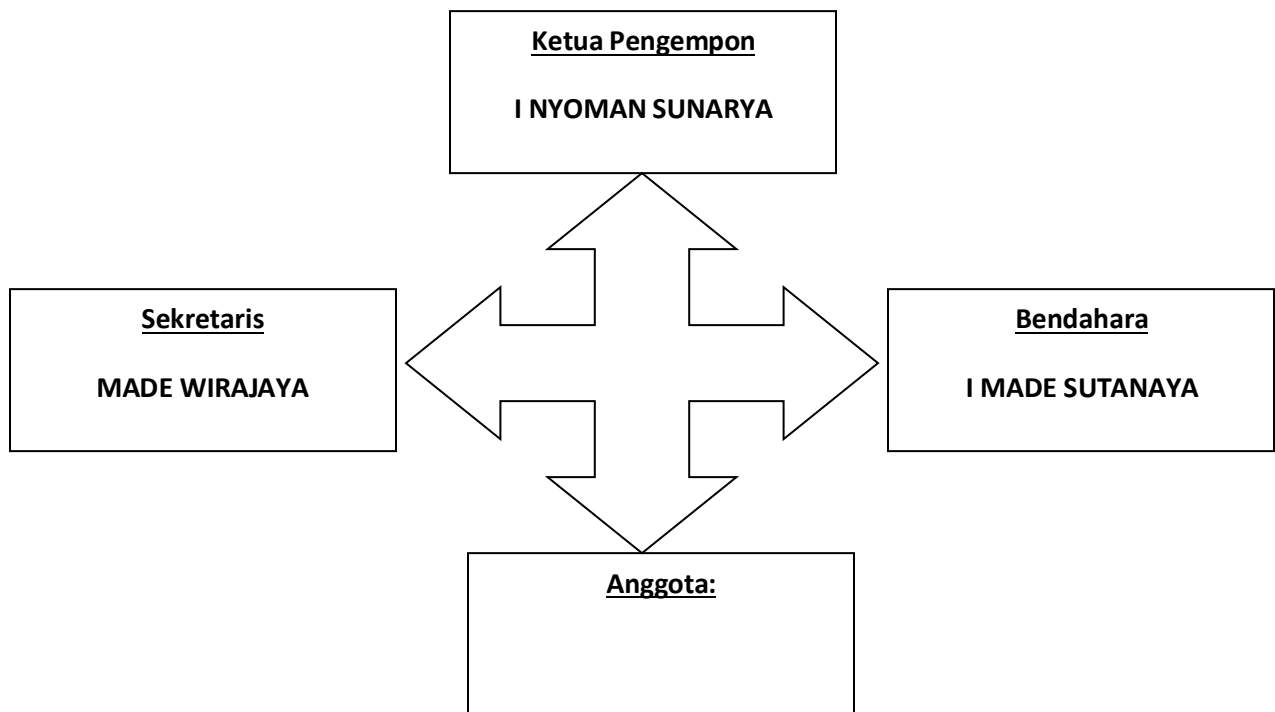 Ketua Pengempon
I NYOMAN SUNARYA
Sekretaris
MADE WIRAJAYA
Bendahara
I MADE SUTANAYA
Anggota: